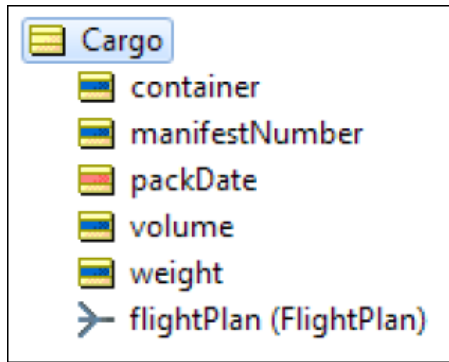 Cargo
container
manifestNumber
packDate
volume
weight
flightPlan (FlightPlan)